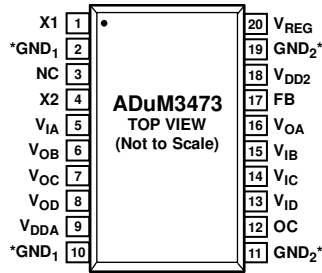 X1 1
*GND1 2
NC 3
X2 4
VIA 5
VOB 6
VOC 7
VOD 8
VDDA 9
*GND1 10
ADuM3473
TOP VIEW
(Not to Scale)
20 VREG
19 GND2*
18 VDD2
17 FB
16 VOA
15 VIB
14 VIC
13 VID
12 OC
11 GND2*